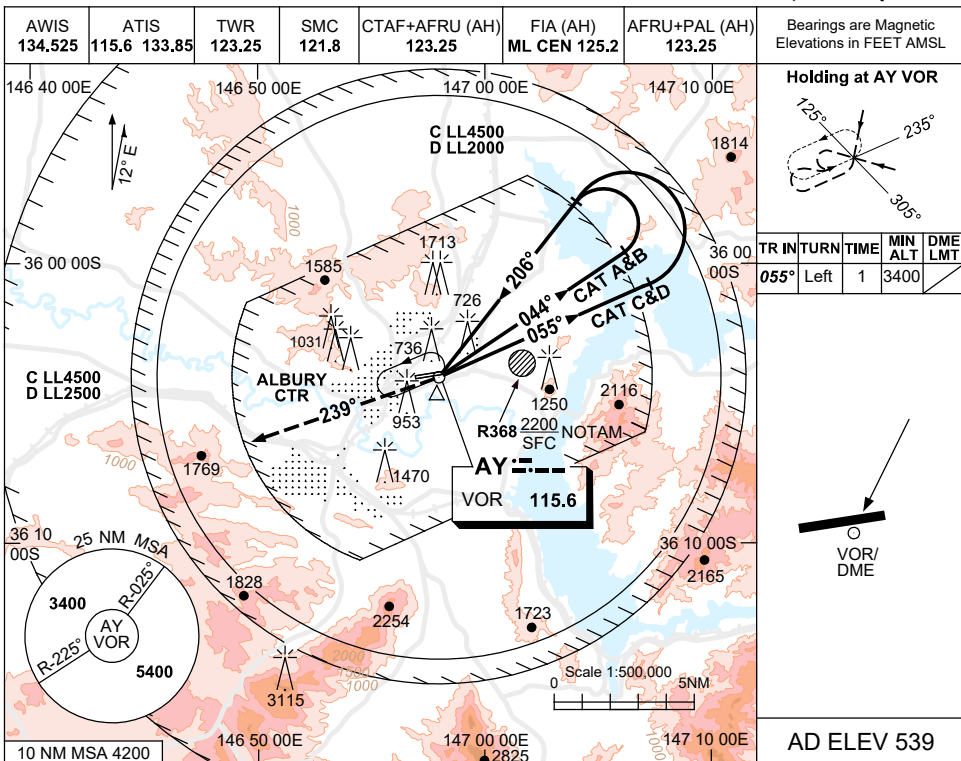 AWIS
134.525
ATIS
115.6 133.85
TWR
123.25
SMC
121.8
CTAF+AFRU (AH)
123.25
FIA (AH)
ML CEN 125.2
AFRU+PAL (AH)
123.25
Bearings are Magnetic
Elevations in FEET AMSL
146 40 00E
146 50 00E
147 00 00E
147 10 00E
12° E
1000
C LL4500
D LL2000
1814
36 00 00S
36 00
00S
1713
1585
726
1031
736
206°
044°
CAT A&B
055°
CAT C&D
ALBURY
CTR
C LL4500
D LL2500
239°
953
1250
2116
R368
2200
SFC
NOTAM
1769
1000
1470
AY
VOR 115.6
36 10
00S
36 10 00S
25 NM MSA
R-025°
3400
AY
VOR
R-225°
5400
1828
2254
1723
2165
2000
1500
1000
3115
Scale 1:500,000
0
5NM
146 50 00E
147 00 00E
147 10 00E
1000
2825
10 NM MSA 4200
Holding at AY VOR
125°
235°
305°
TR IN TURN TIME MIN ALT DME LMT
055° Left 1 3400
VOR/
DME
AD ELEV 539